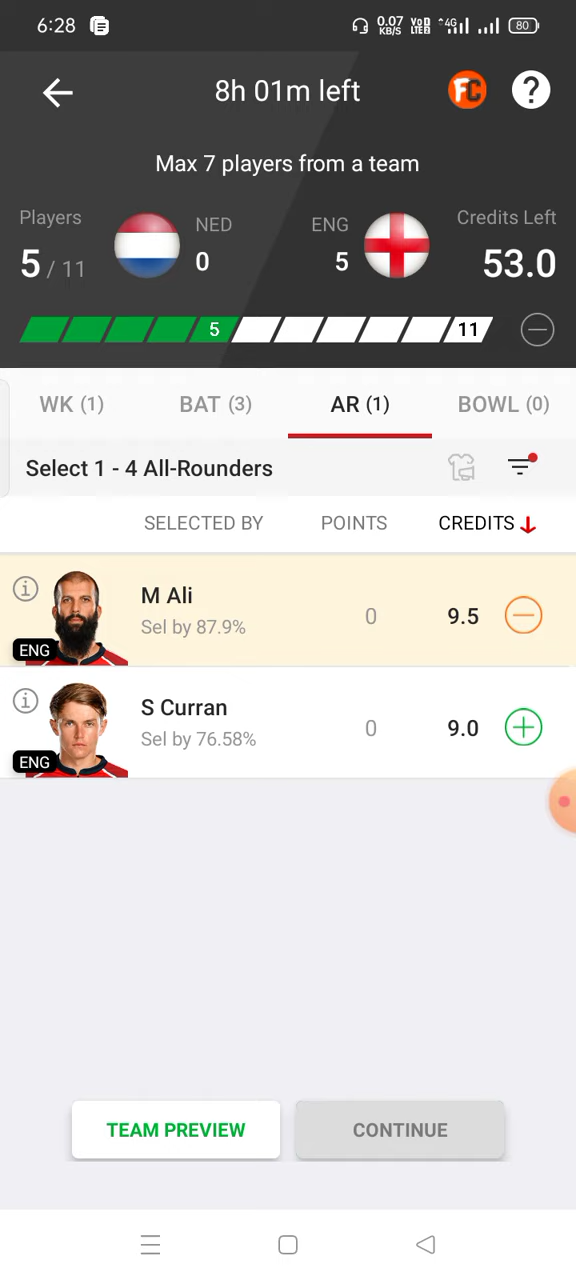 6:28 0.07 KB/S VoD LTE2 4G 80
8h 01m left FC ?
Max 7 players from a team
Players NED ENG Credits Left
5 / 11 0 5 53.0
5 11
WK (1) BAT (3) AR (1) BOWL (0)
Select 1 - 4 All-Rounders
SELECTED BY POINTS CREDITS
M Ali
Sel by 87.9% 0 9.5
ENG
S Curran
Sel by 76.58% 0 9.0
ENG
TEAM PREVIEW CONTINUE